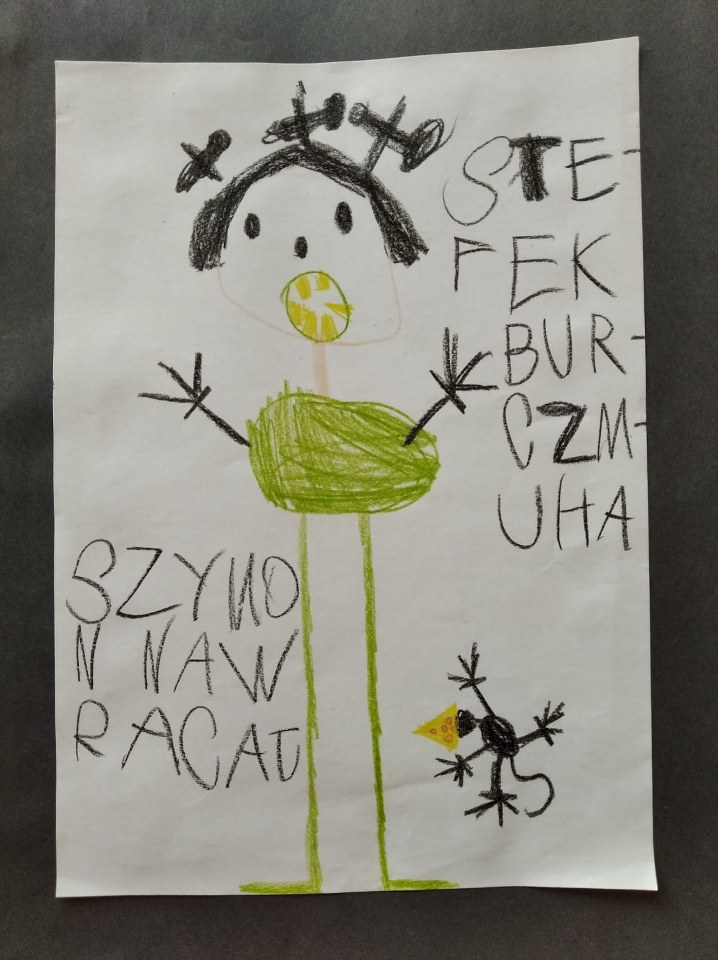 STE-
FEK
BUR-
CZM-
UHA
SZYMO
N NAW
RACAŁ